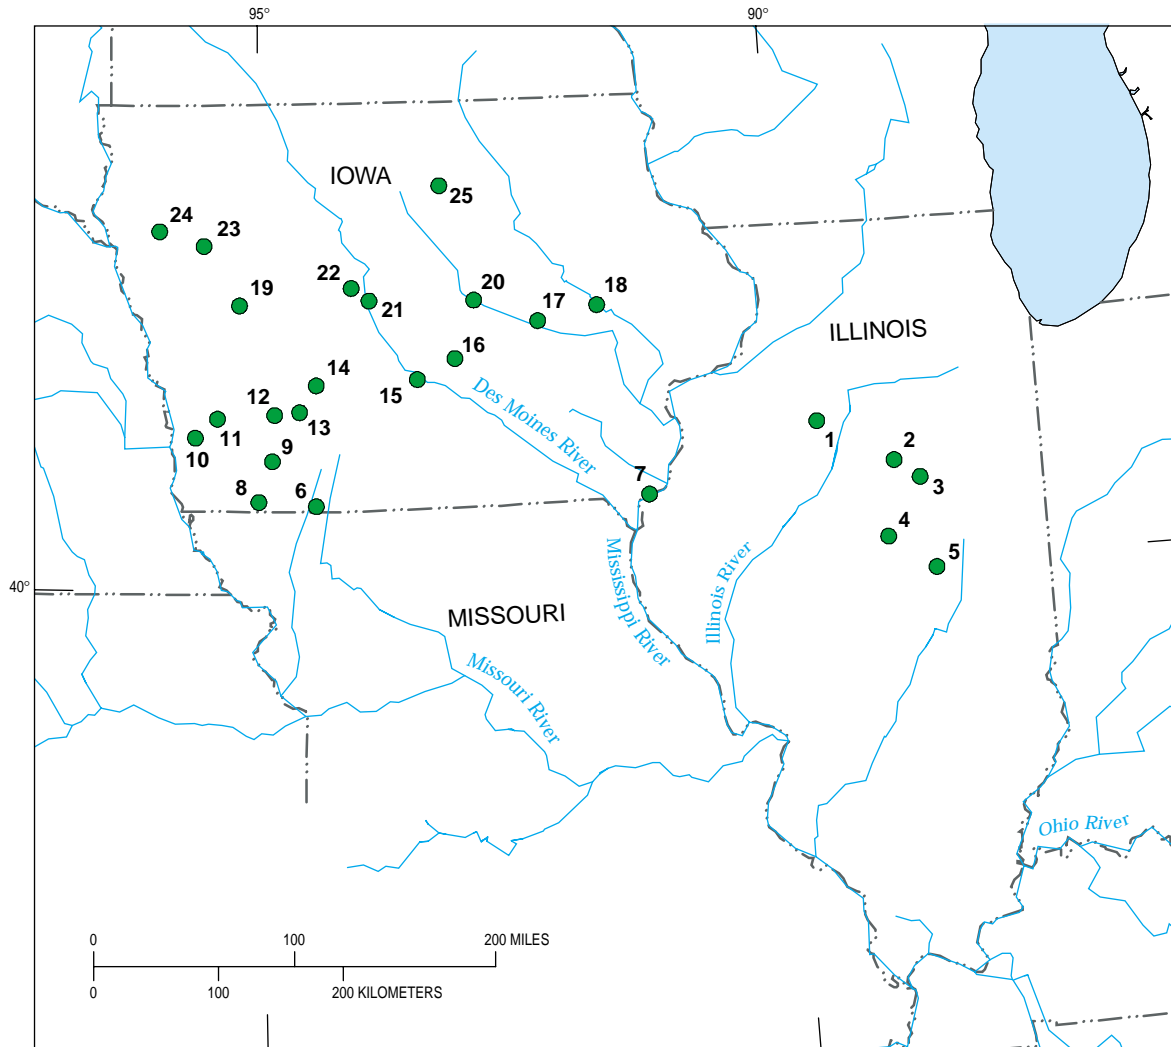 95°
90°
IOWA
25
24
23
22
21
20
19
18
17
ILLINOIS
16
14
15
Des Moines River
12
13
11
10
9
1
2
3
8
6
7
4
5
40°
Mississippi River
Illinois River
MISSOURI
Missouri River
Ohio River
0 100 200 MILES
0 100 200 KILOMETERS